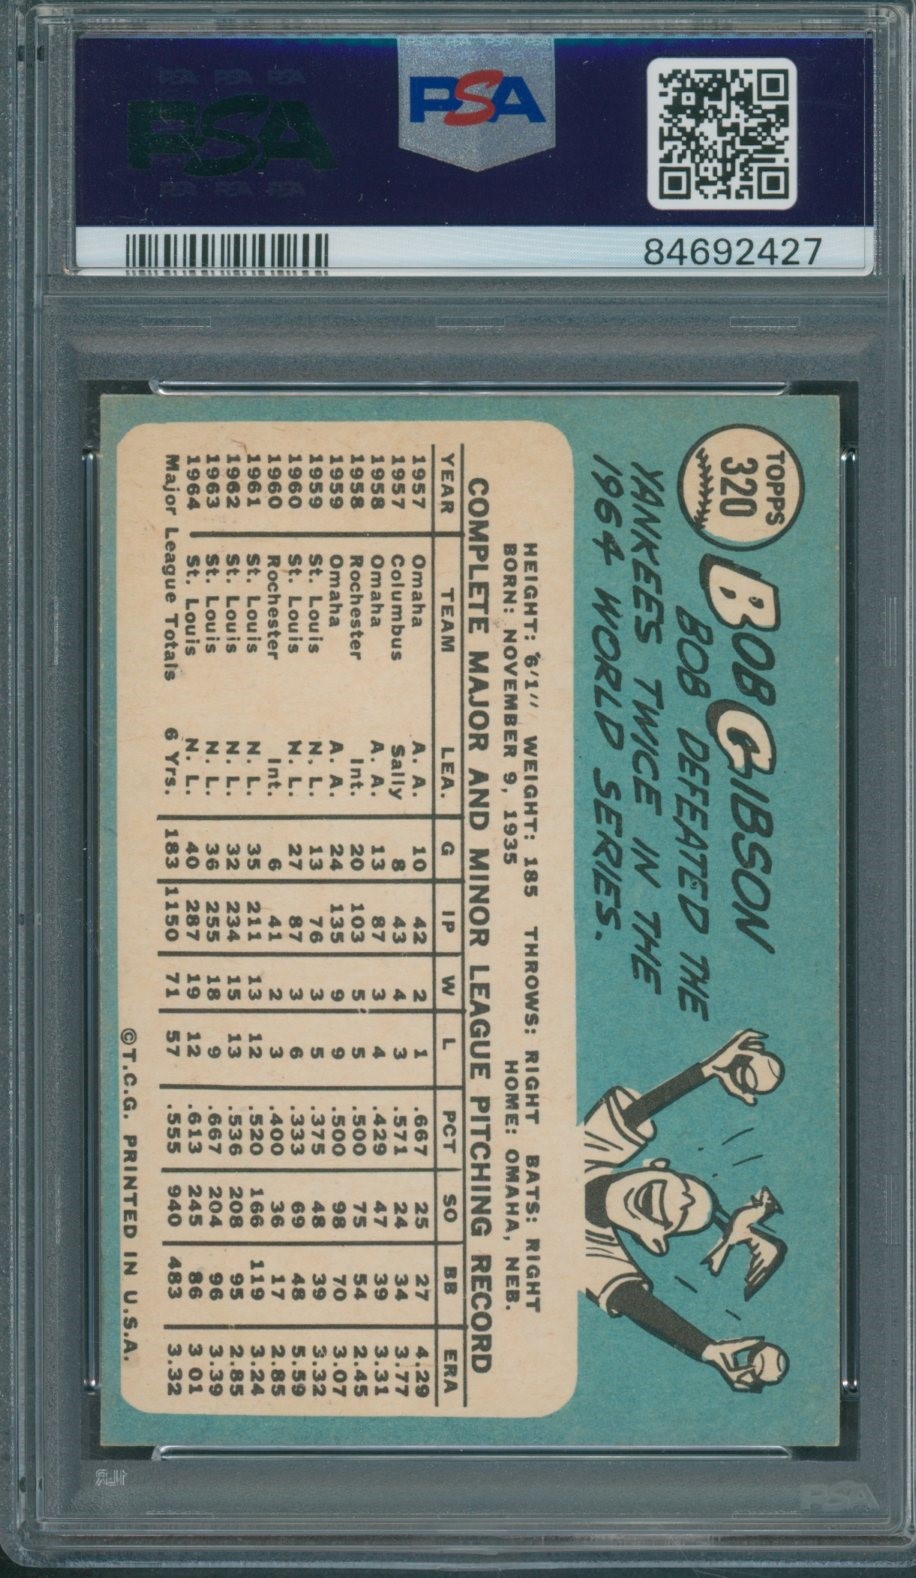 PSA PSA PSA
PSA
PSA PSA PSA
PSA
84692427
TOPPS
320
BOB GIBSON
BOB DEFEATED THE
YANKEES TWICE IN THE
1964 WORLD SERIES.
HEIGHT: 6'1" WEIGHT: 185 THROWS: RIGHT BATS: RIGHT
BORN: NOVEMBER 9, 1935 HOME: OMAHA, NEB.
COMPLETE MAJOR AND MINOR LEAGUE PITCHING RECORD
YEAR TEAM LEA. G IP W L PCT SO BB ERA
1957 Omaha A. A. 10 42 2 1 .667 25 27 4.29
1957 Columbus Sally 8 43 4 3 .571 24 34 3.77
1958 Omaha A. A. 13 87 3 4 .429 47 39 3.31
1958 Rochester Int. 20 103 5 5 .500 75 54 2.45
1959 Omaha A. A. 24 135 9 9 .500 98 70 3.07
1959 St. Louis N. L. 13 76 3 5 .375 48 39 3.32
1960 St. Louis N. L. 27 87 3 6 .333 69 48 5.59
1960 Rochester Int. 6 41 2 3 .400 36 17 2.85
1961 St. Louis N. L. 35 211 13 12 .520 166 119 3.24
1962 St. Louis N. L. 32 234 15 13 .536 208 95 2.85
1963 St. Louis N. L. 36 255 18 9 .667 204 96 3.39
1964 St. Louis N. L. 40 287 19 12 .613 245 86 3 01
Major League Totals 6 Yrs. 183 1150 71 57 .555 940 483 3.32
©T.C.G. PRINTED IN U.S.A.
PSA